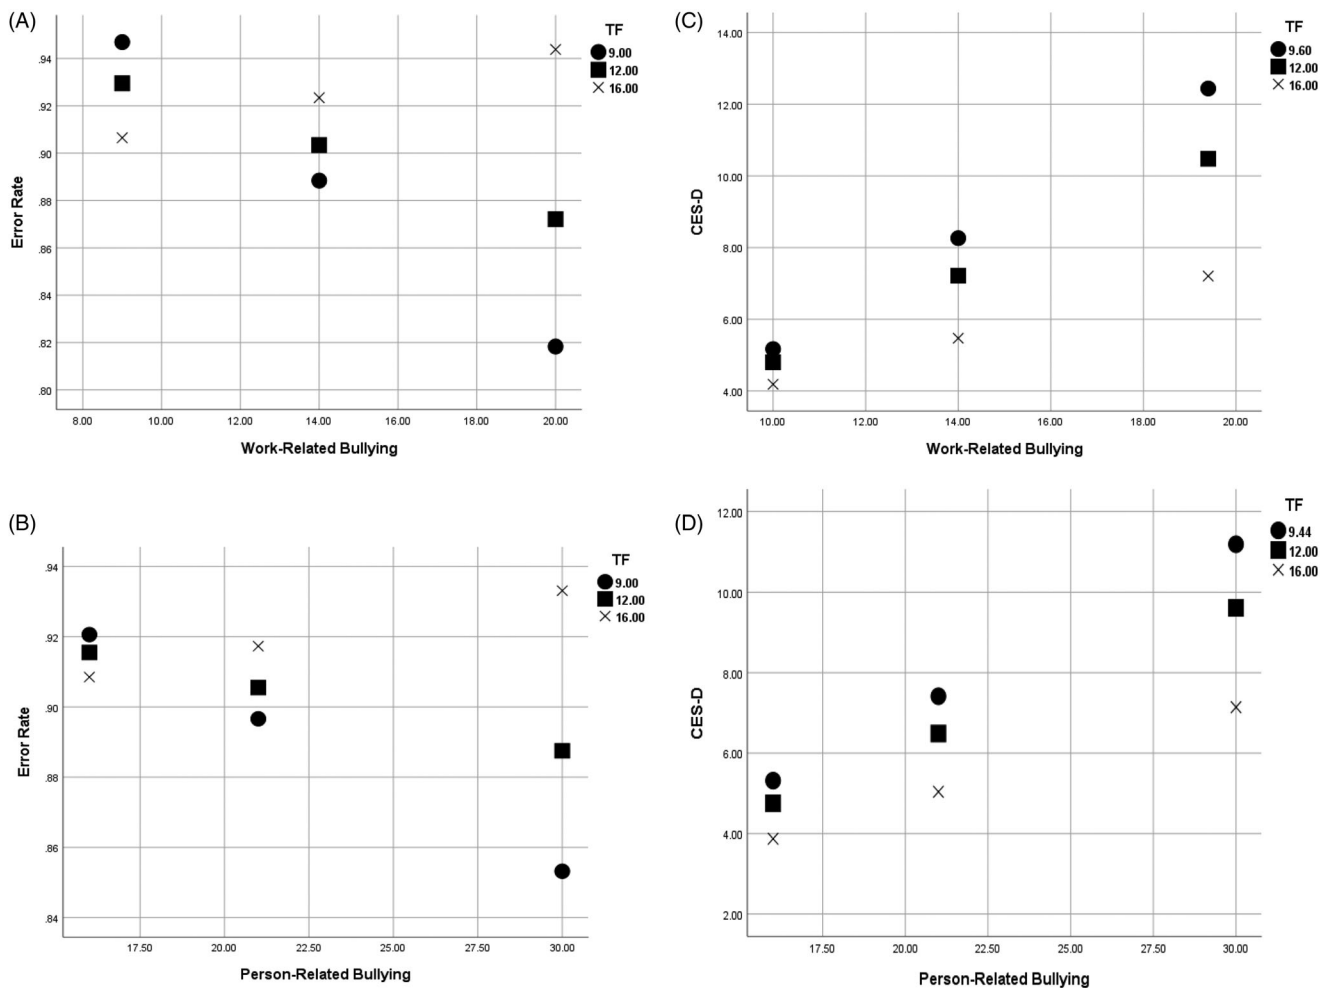 (A)
TF
9.00
12.00
16.00
.94
.92
.90
.88
.86
.84
.82
.80
Error Rate
8.00 10.00 12.00 14.00 16.00 18.00 20.00
Work-Related Bullying
(C)
TF
9.60
12.00
16.00
14.00
12.00
10.00
8.00
6.00
4.00
CES-D
10.00 12.00 14.00 16.00 18.00 20.00
Work-Related Bullying
(B)
TF
9.00
12.00
16.00
.94
.92
.90
.88
.86
.84
Error Rate
17.50 20.00 22.50 25.00 27.50 30.00
Person-Related Bullying
(D)
TF
9.44
12.00
16.00
12.00
10.00
8.00
6.00
4.00
2.00
CES-D
17.50 20.00 22.50 25.00 27.50 30.00
Person-Related Bullying